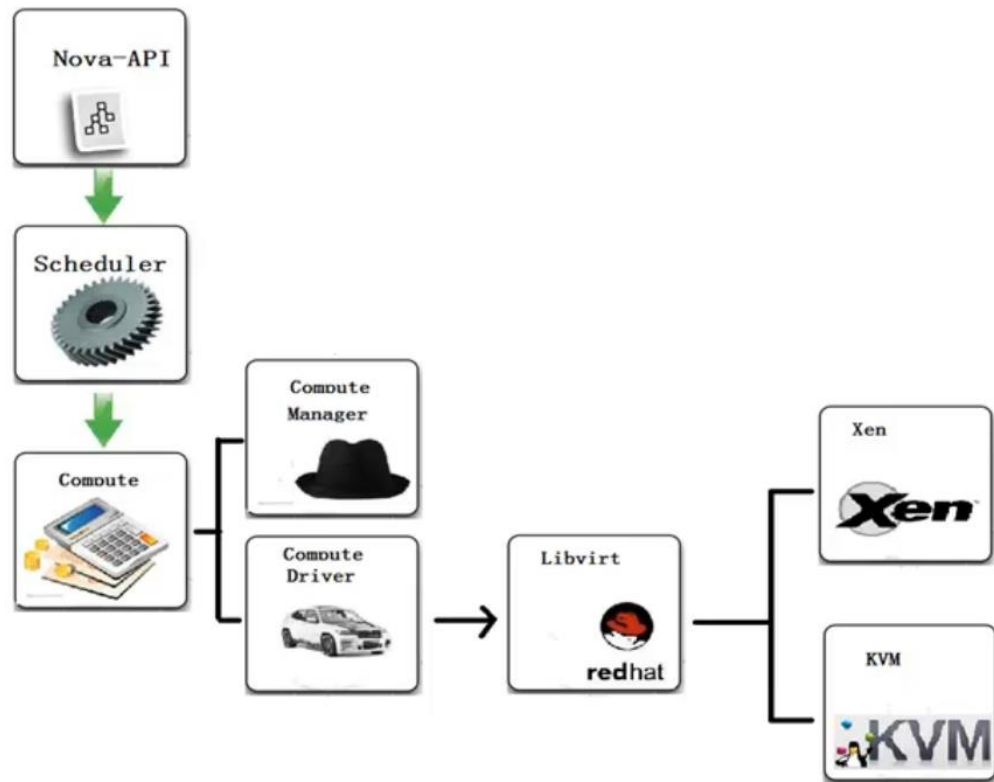 Nova-API
Scheduler
Compute
Compute
Manager
Compute
Driver
Libvirt
redhat
Xen
Xen
KVM
KVM